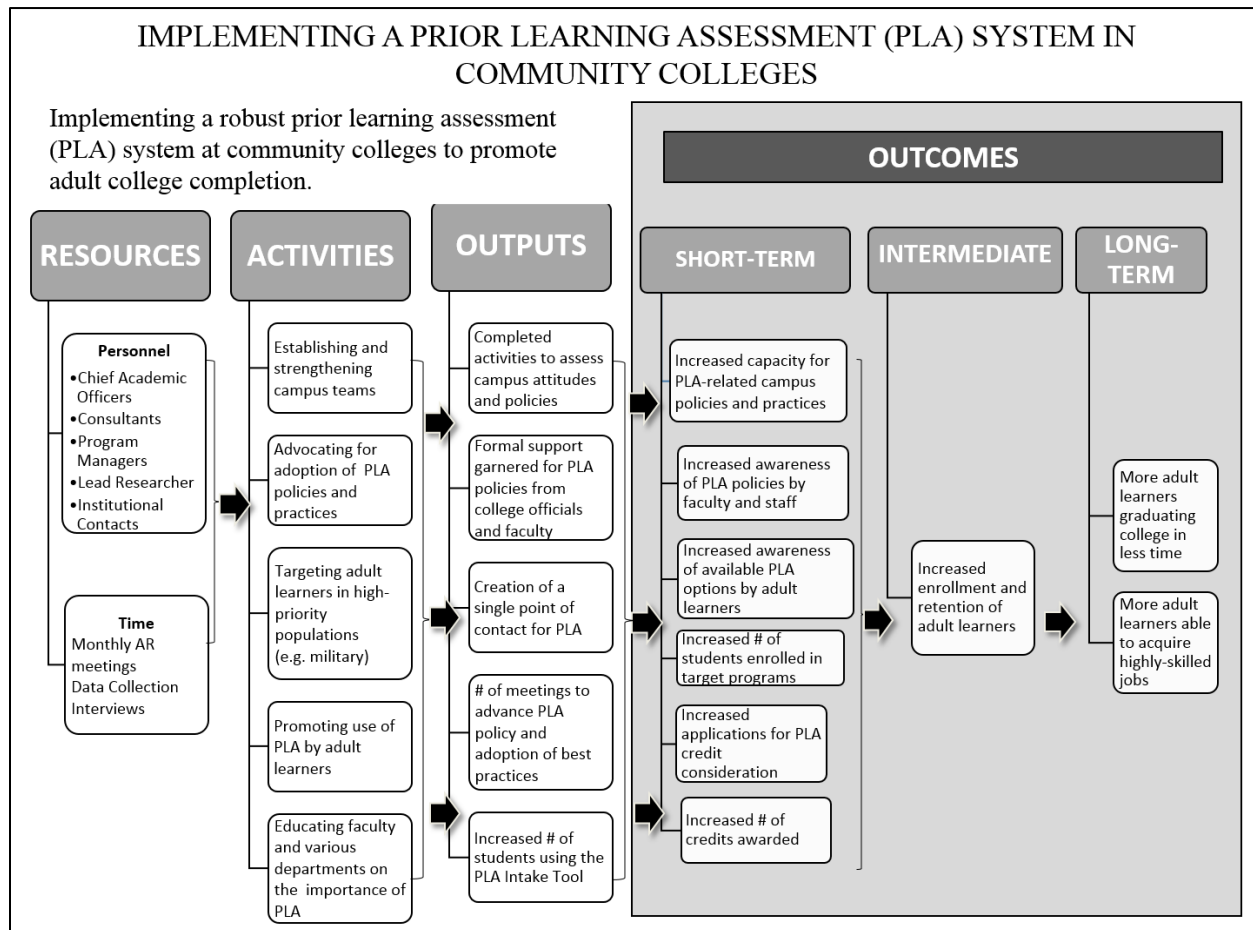 IMPLEMENTING A PRIOR LEARNING ASSESSMENT (PLA) SYSTEM IN
COMMUNITY COLLEGES
Implementing a robust prior learning assessment
(PLA) system at community colleges to promote
adult college completion.
RESOURCES
Personnel
•Chief Academic
Officers
•Consultants
•Program
Managers
•Lead Researcher
•Institutional
Contacts
Time
Monthly AR
meetings
Data Collection
Interviews
ACTIVITIES
Establishing and
strengthening
campus teams
Advocating for
adoption of PLA
policies and
practices
Targeting adult
learners in high-
priority
populations
(e.g. military)
Promoting use of
PLA by adult
learners
Educating faculty
and various
departments on
the importance of
PLA
OUTPUTS
Completed
activities to assess
campus attitudes
and policies
Formal support
garnered for PLA
policies from
college officials
and faculty
Creation of a
single point of
contact for PLA
# of meetings to
advance PLA
policy and
adoption of best
practices
Increased # of
students using the
PLA Intake Tool
OUTCOMES
SHORT-TERM
Increased capacity for
PLA-related campus
policies and practices
Increased awareness
of PLA policies by
faculty and staff
Increased awareness
of available PLA
options by adult
learners
Increased # of
students enrolled in
target programs
Increased
applications for PLA
credit
consideration
Increased # of
credits awarded
INTERMEDIATE
Increased
enrollment and
retention of
adult learners
LONG-
TERM
More adult
learners
graduating
college in
less time
More adult
learners able
to acquire
highly-skilled
jobs